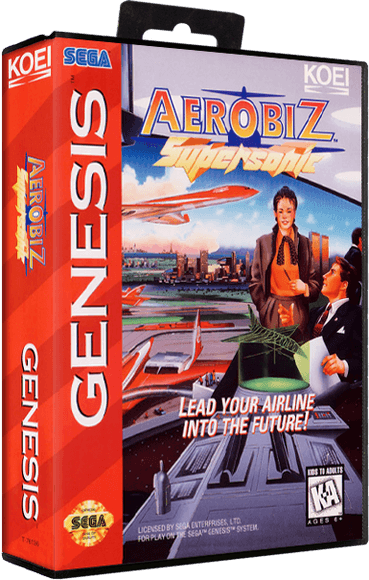 KOEI
SEGA
AEROBIZ
Supersonic
GENESIS
SEGA
GENESIS
KOEI
AEROBIZ
Supersonic
LEAD YOUR AIRLINE
INTO THE FUTURE!
KIDS TO ADULTS
K-A
AGES 6+
LICENSED BY SEGA ENTERPRISES, LTD.
FOR PLAY ON THE SEGA™ GENESIS™ SYSTEM.